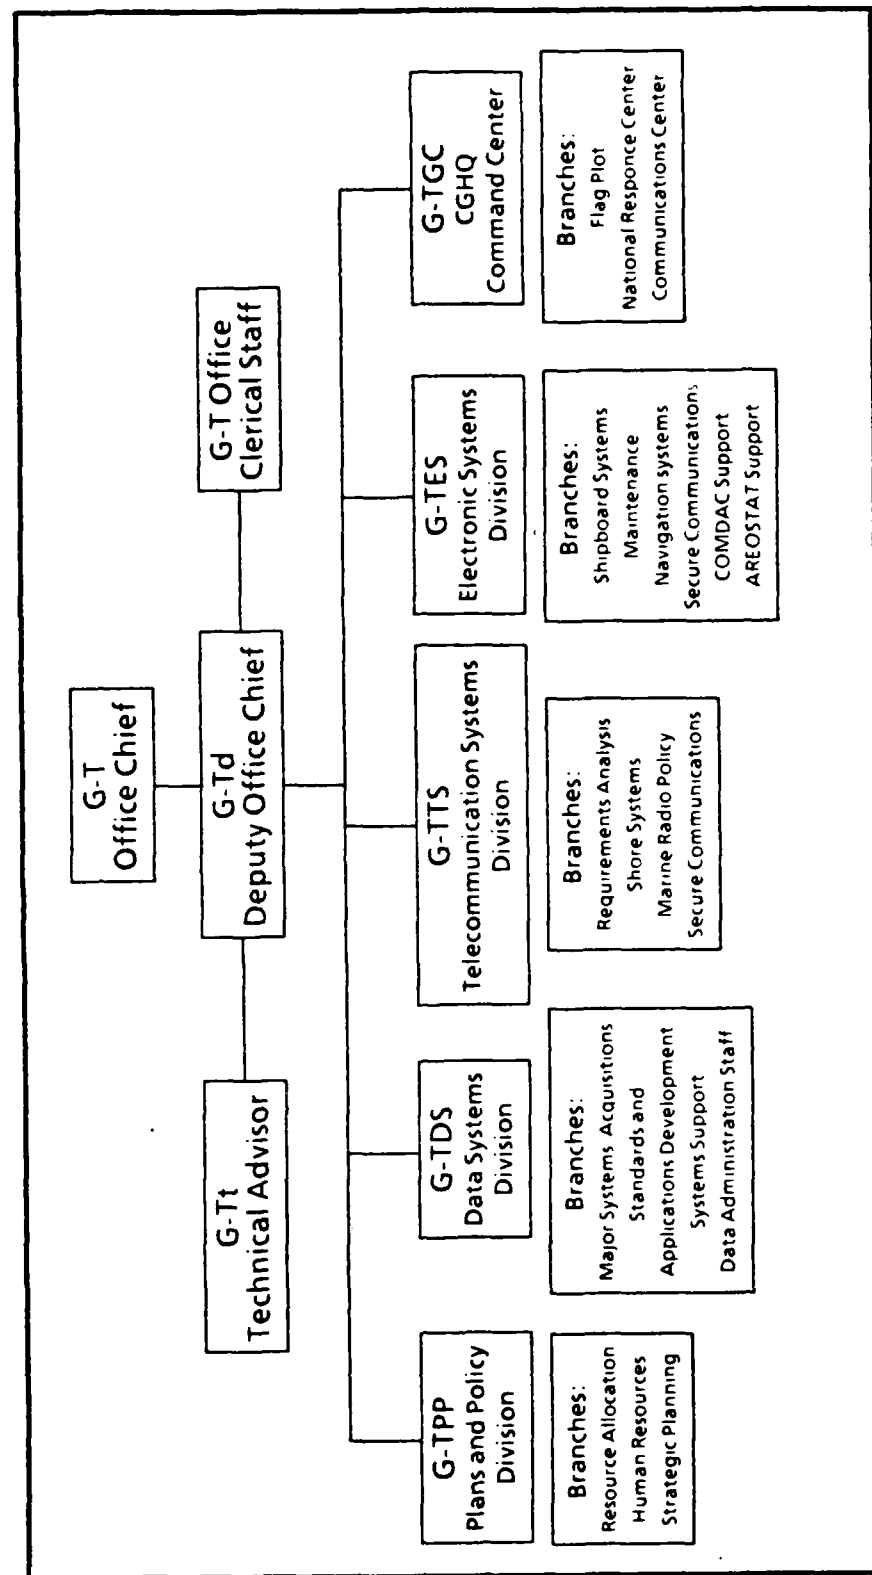 G-T
Office Chief
G-Tt
Technical Advisor
G-Td
Deputy Office Chief
G-T Office
Clerical Staff
G-TPP
Plans and Policy
Division
Branches:
Resource Allocation
Human Resources
Strategic Planning
G-TDS
Data Systems
Division
Branches:
Major Systems Acquisitions
Standards and
Applications Development
Systems Support
Data Administration Staff
G-TTS
Telecommunication Systems
Division
Branches:
Requirements Analysis
Shore Systems
Marine Radio Policy
Secure Communications
G-TES
Electronic Systems
Division
Branches:
Shipboard Systems
Maintenance
Navigation systems
Secure Communications
COMDAC Support
AREOSTAT Support
G-TGC
CGHQ
Command Center
Branches:
Flag Plot
National Responce Center
Communications Center